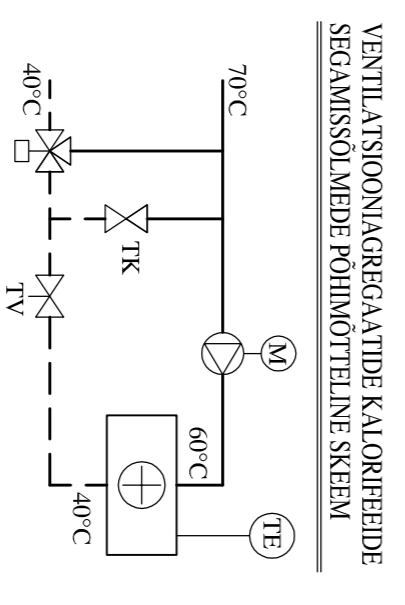 VENTILATSIOONIAGREGAATIDE KALORIFEEIDE
SEGAMISSÕLMEDE PÕHIMÕTTELINE SKEEM
70°C
40°C
TK
TV
M
60°C
40°C
TE